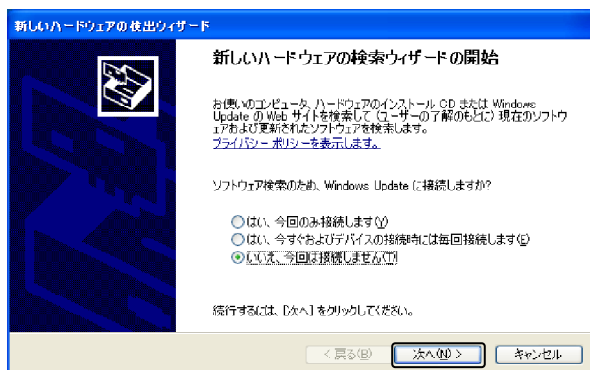 新しいハードウェアの検出ウィザード
新しいハードウェアの検索ウィザードの開始
お使いのコンピュータ、ハードウェアのインストール CD または Windows
Update の Web サイトを検索して (ユーザーの了解のもとに) 現在のソフトウ
ェアおよび更新されたソフトウェアを検索します。
プライバシー ポリシーを表示します。
ソフトウェア検索のため、Windows Update に接続しますか?
はい、今回のみ接続します(Y)
はい、今すぐおよびデバイスの接続時には毎回接続します(E)
いいえ、今回は接続しません(T)
続行するには、[次へ] をクリックしてください。
< 戻る(B)
次へ(N) >
キャンセル